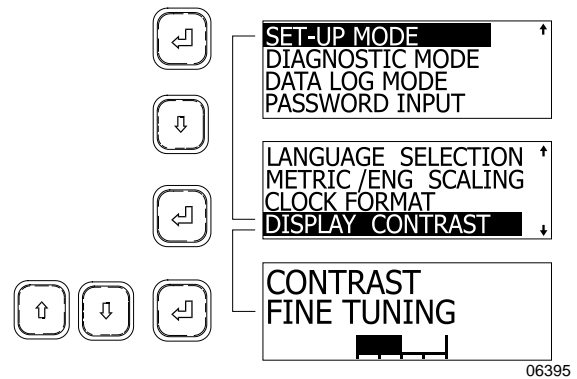 SET-UP MODE
DIAGNOSTIC MODE
DATA LOG MODE
PASSWORD INPUT
LANGUAGE SELECTION
METRIC /ENG SCALING
CLOCK FORMAT
DISPLAY CONTRAST
CONTRAST
FINE TUNING
06395